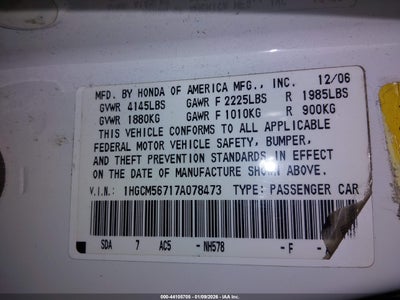 MFD. BY HONDA OF AMERICA MFG., INC. 12/06
GVWR 4145LBS GAWR F 2225LBS R 1985LBS
GVWR 1880KG GAWR F 1010KG R 900KG
THIS VEHICLE CONFORMS TO ALL APPLICABLE
FEDERAL MOTOR VEHICLE SAFETY, BUMPER,
AND THEFT PREVENTION STANDARDS IN EFFECT
ON THE DATE OF MANUFACTURE SHOWN ABOVE.
V.I.N.: 1HGCM56717A078473 TYPE: PASSENGER CAR
SDA 7 AC5 - NH578 - F -
000-44108706 - 01/09/2026 - IAA Inc.